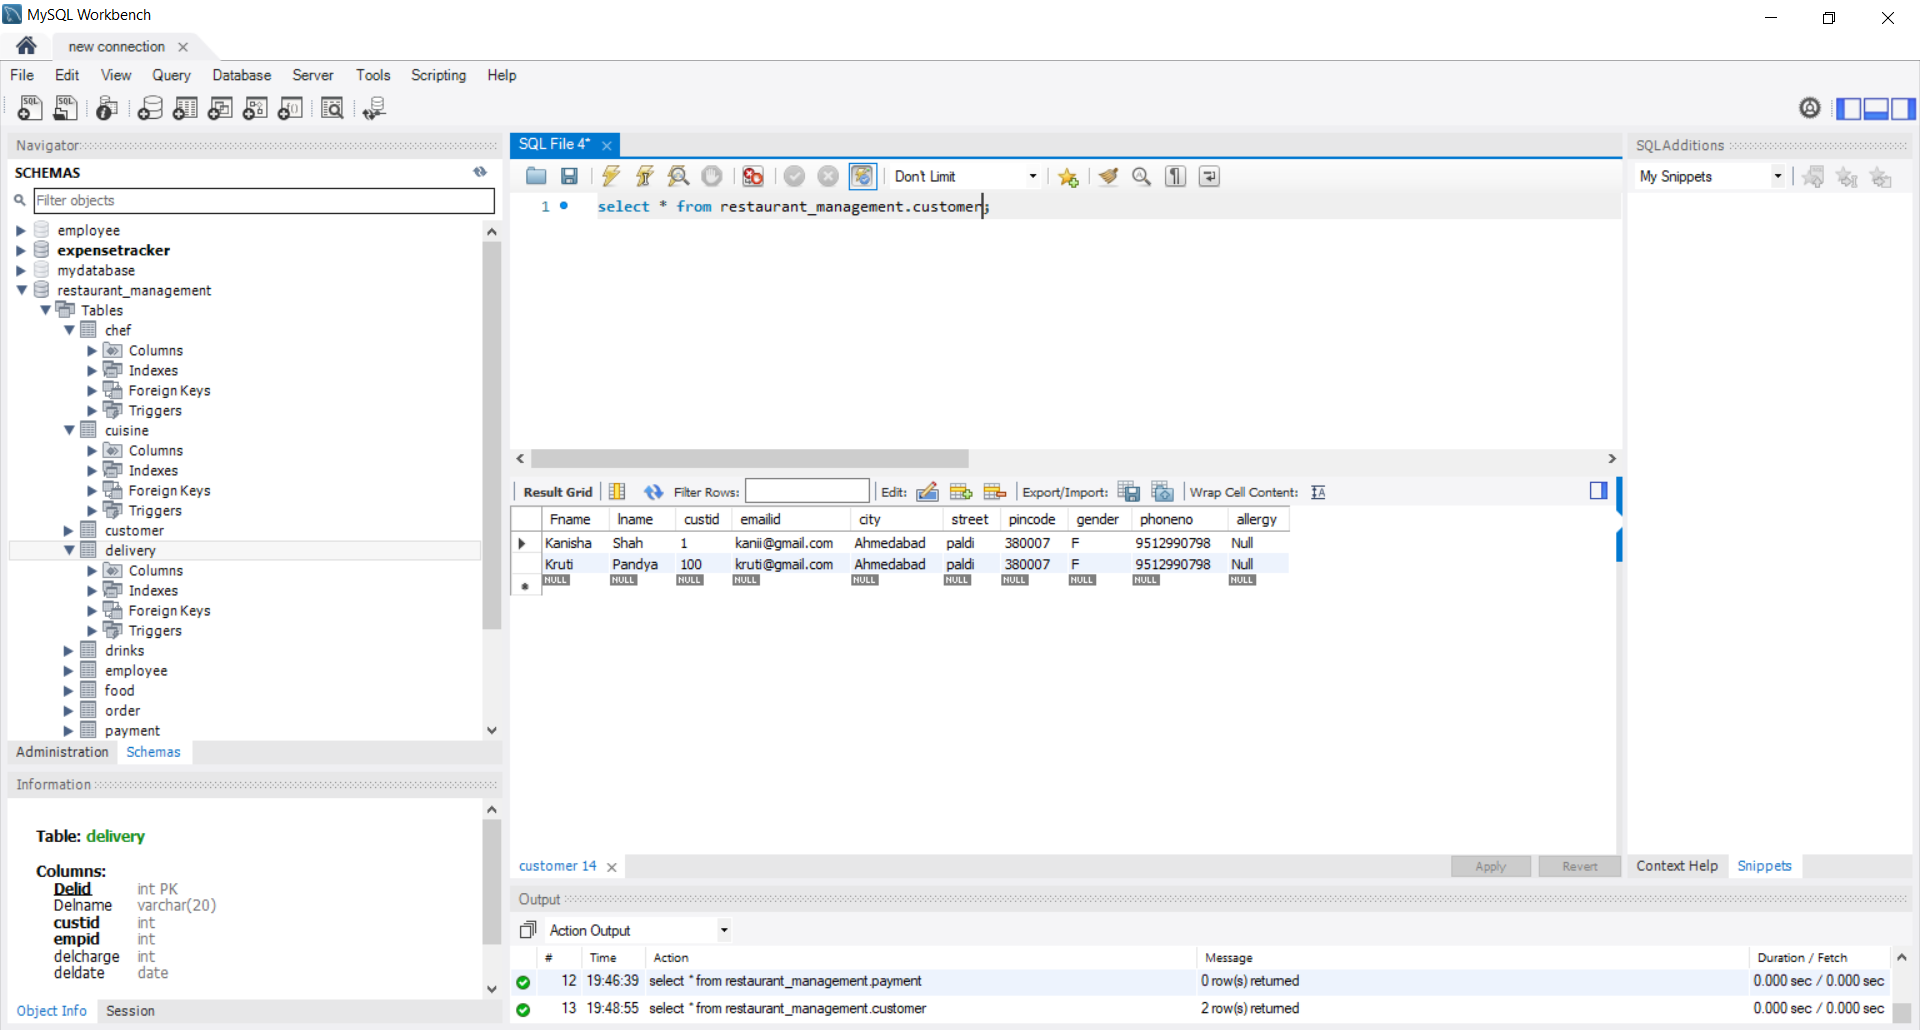 MySQL Workbench
new connection
File Edit View Query Database Server Tools Scripting Help
Navigator
SCHEMAS
Filter objects
employee
expensetracker
mydatabase
restaurant_management
Tables
chef
Columns
Indexes
Foreign Keys
Triggers
cuisine
Columns
Indexes
Foreign Keys
Triggers
customer
delivery
Columns
Indexes
Foreign Keys
Triggers
drinks
employee
food
order
payment
Administration Schemas
Information
Table: delivery
Columns:
Delid int PK
Delname varchar(20)
custid int
empid int
delcharge int
deldate date
Object Info Session
SQL File 4*
Don't Limit
1 select * from restaurant_management.customer;
Result Grid Filter Rows: Edit: Export/Import: Wrap Cell Content:
Fname lname custid emailid city street pincode gender phoneno allergy
Kanisha Shah 1 kanii@gmail.com Ahmedabad paldi 380007 F 9512990798 Null
Kruti Pandya 100 kruti@gmail.com Ahmedabad paldi 380007 F 9512990798 Null
NULL NULL NULL NULL NULL NULL NULL NULL NULL NULL
customer 14 Apply Revert
Output
Action Output
# Time Action Message Duration / Fetch
12 19:46:39 select * from restaurant_management.payment 0 row(s) returned 0.000 sec / 0.000 sec
13 19:48:55 select * from restaurant_management.customer 2 row(s) returned 0.000 sec / 0.000 sec
SQLAdditions
My Snippets
Context Help Snippets